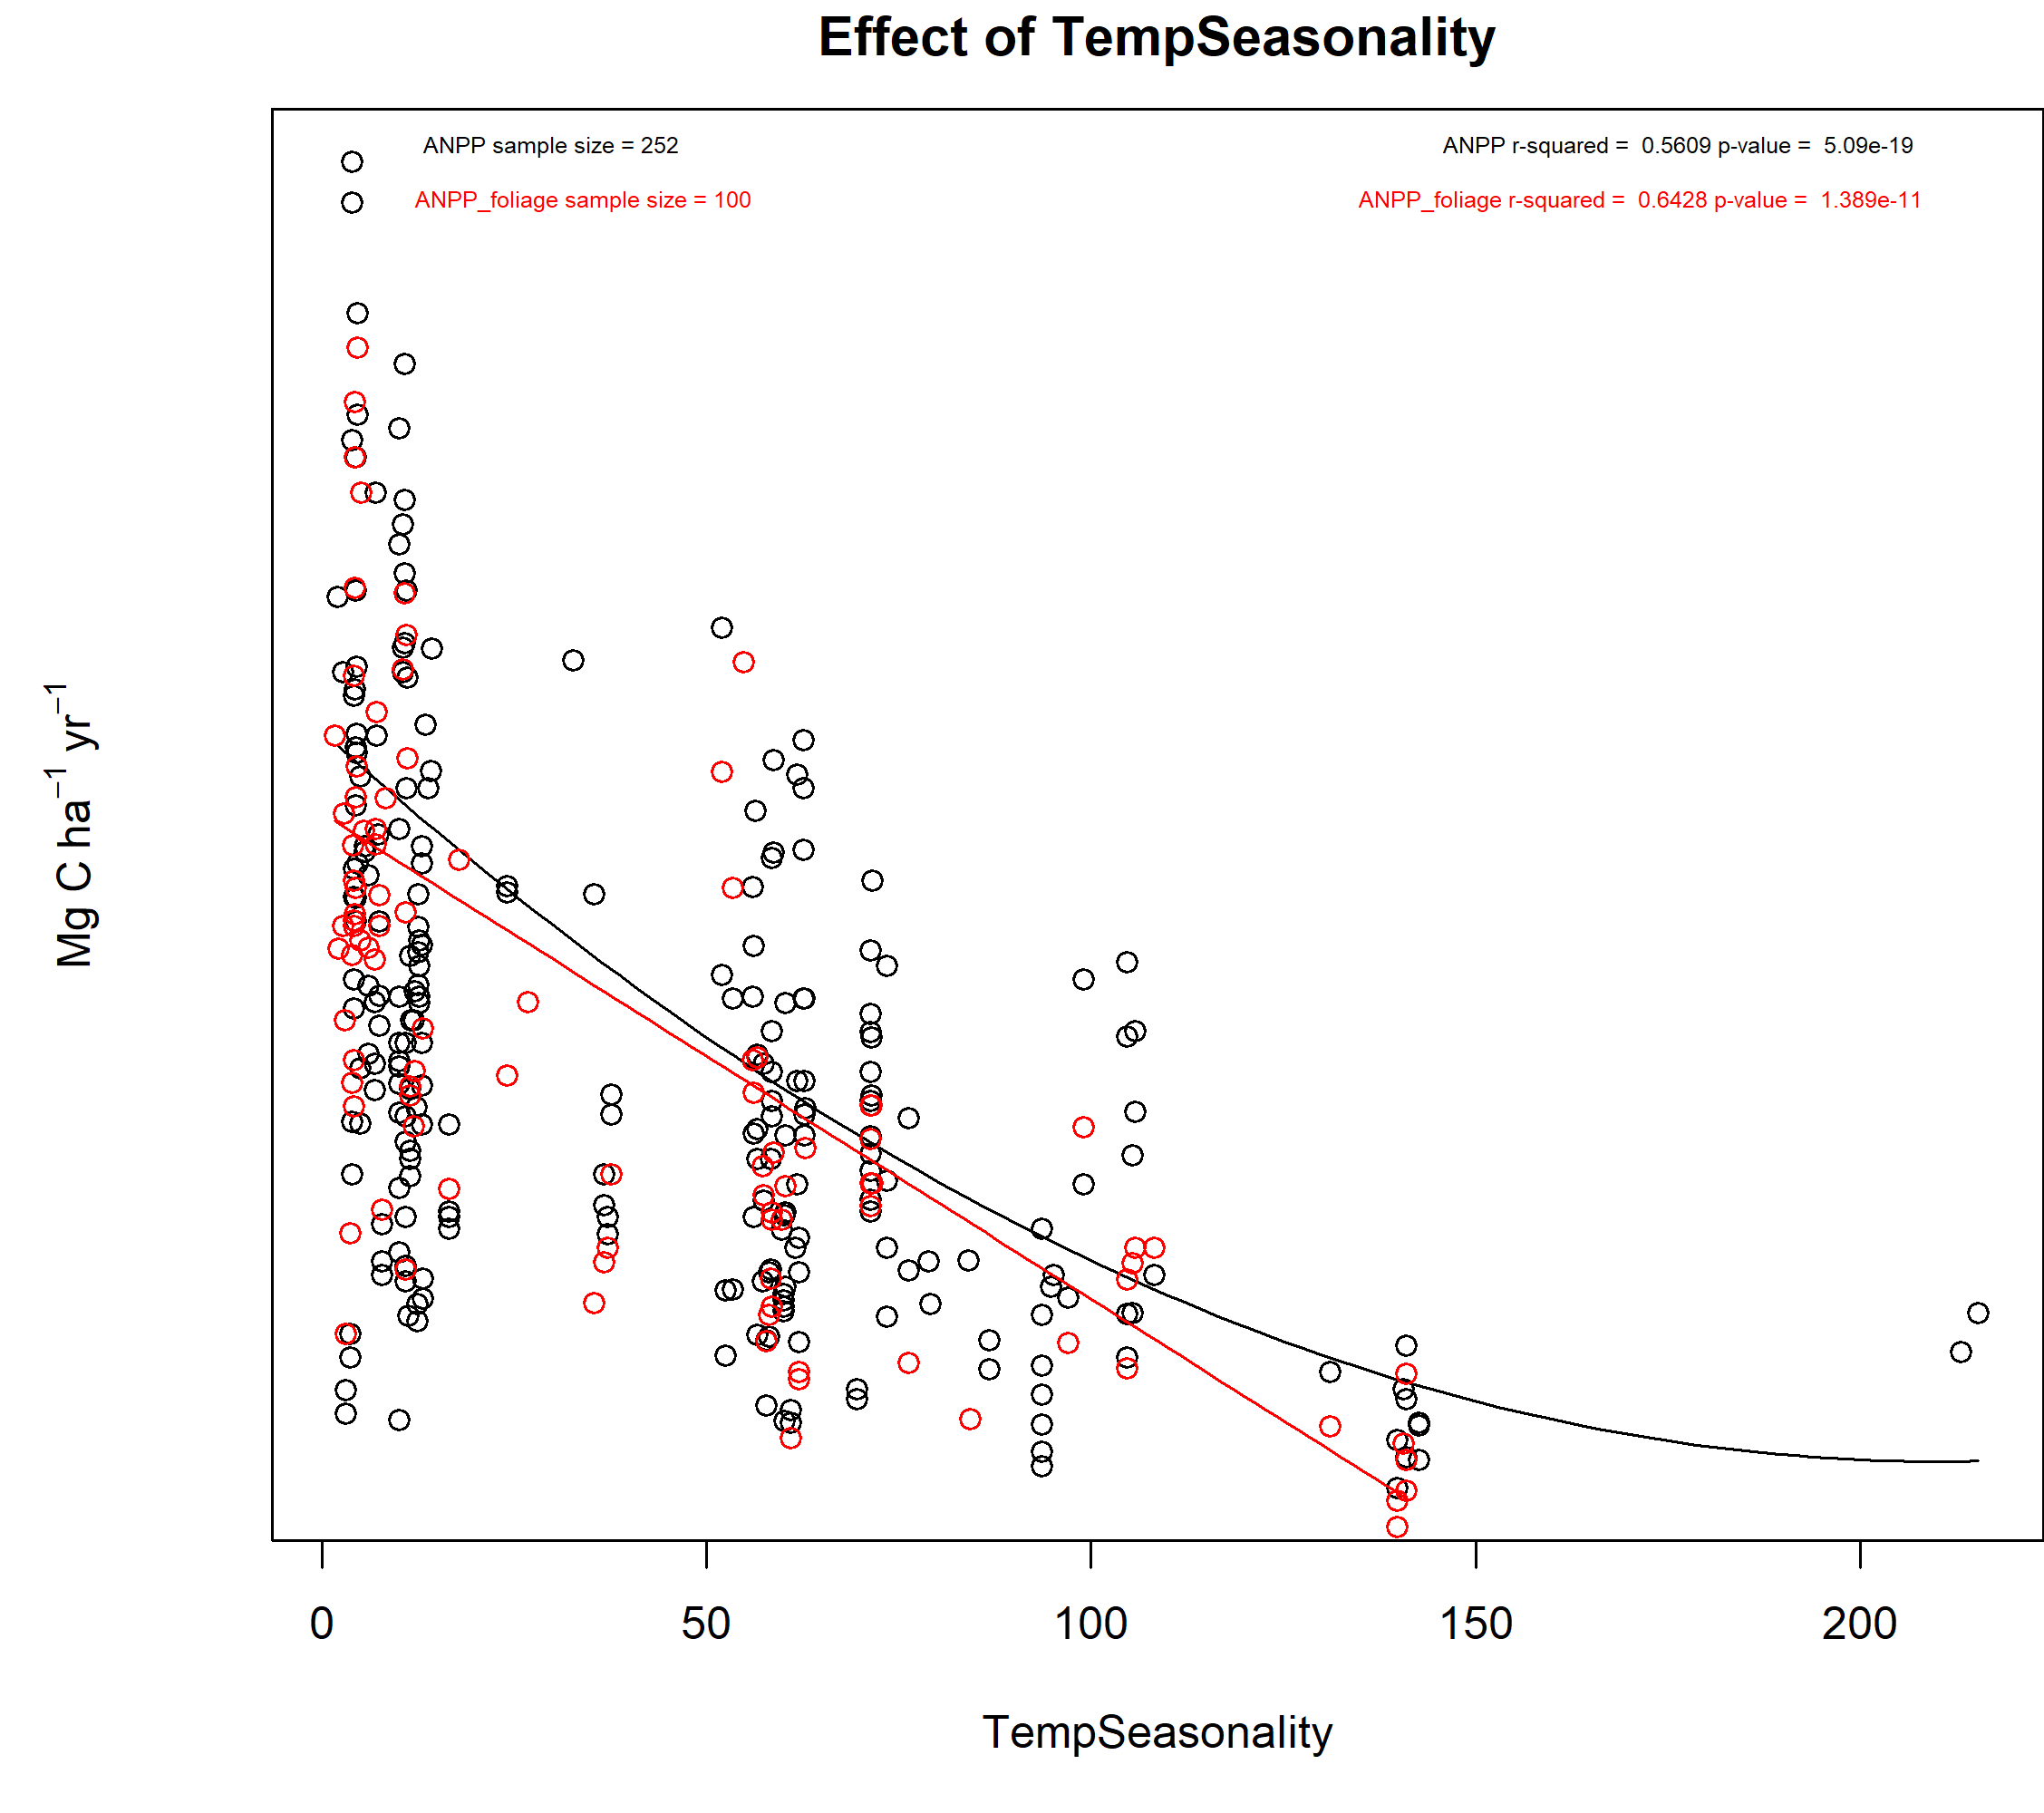 Effect of TempSeasonality
ANPP sample size = 252
ANPP r-squared = 0.5609 p-value = 5.09e-19
ANPP_foliage sample size = 100
ANPP_foliage r-squared = 0.6428 p-value = 1.389e-11
Mg C ha⁻¹ yr⁻¹
0 50 100 150 200
TempSeasonality